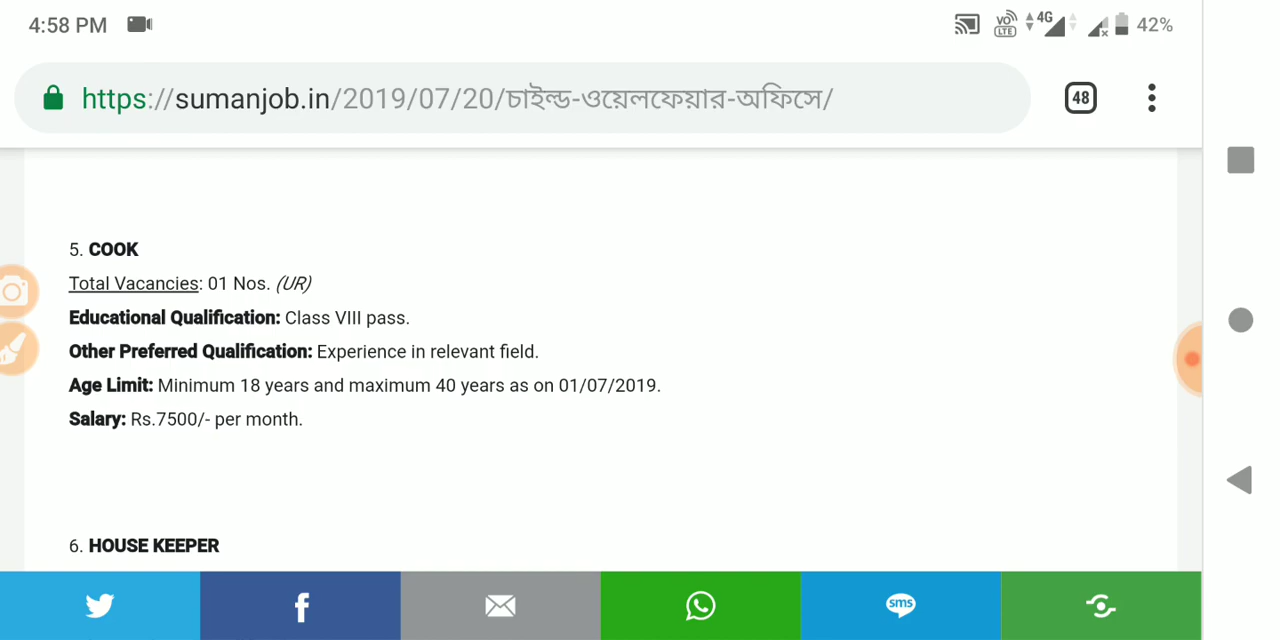 4:58 PM
VO LTE 4G 42%
https://sumanjob.in/2019/07/20/চাইল্ড-ওয়েলফেয়ার-অফিসে/
48
5. COOK
Total Vacancies: 01 Nos. (UR)
Educational Qualification: Class VIII pass.
Other Preferred Qualification: Experience in relevant field.
Age Limit: Minimum 18 years and maximum 40 years as on 01/07/2019.
Salary: Rs.7500/- per month.
6. HOUSE KEEPER
sms